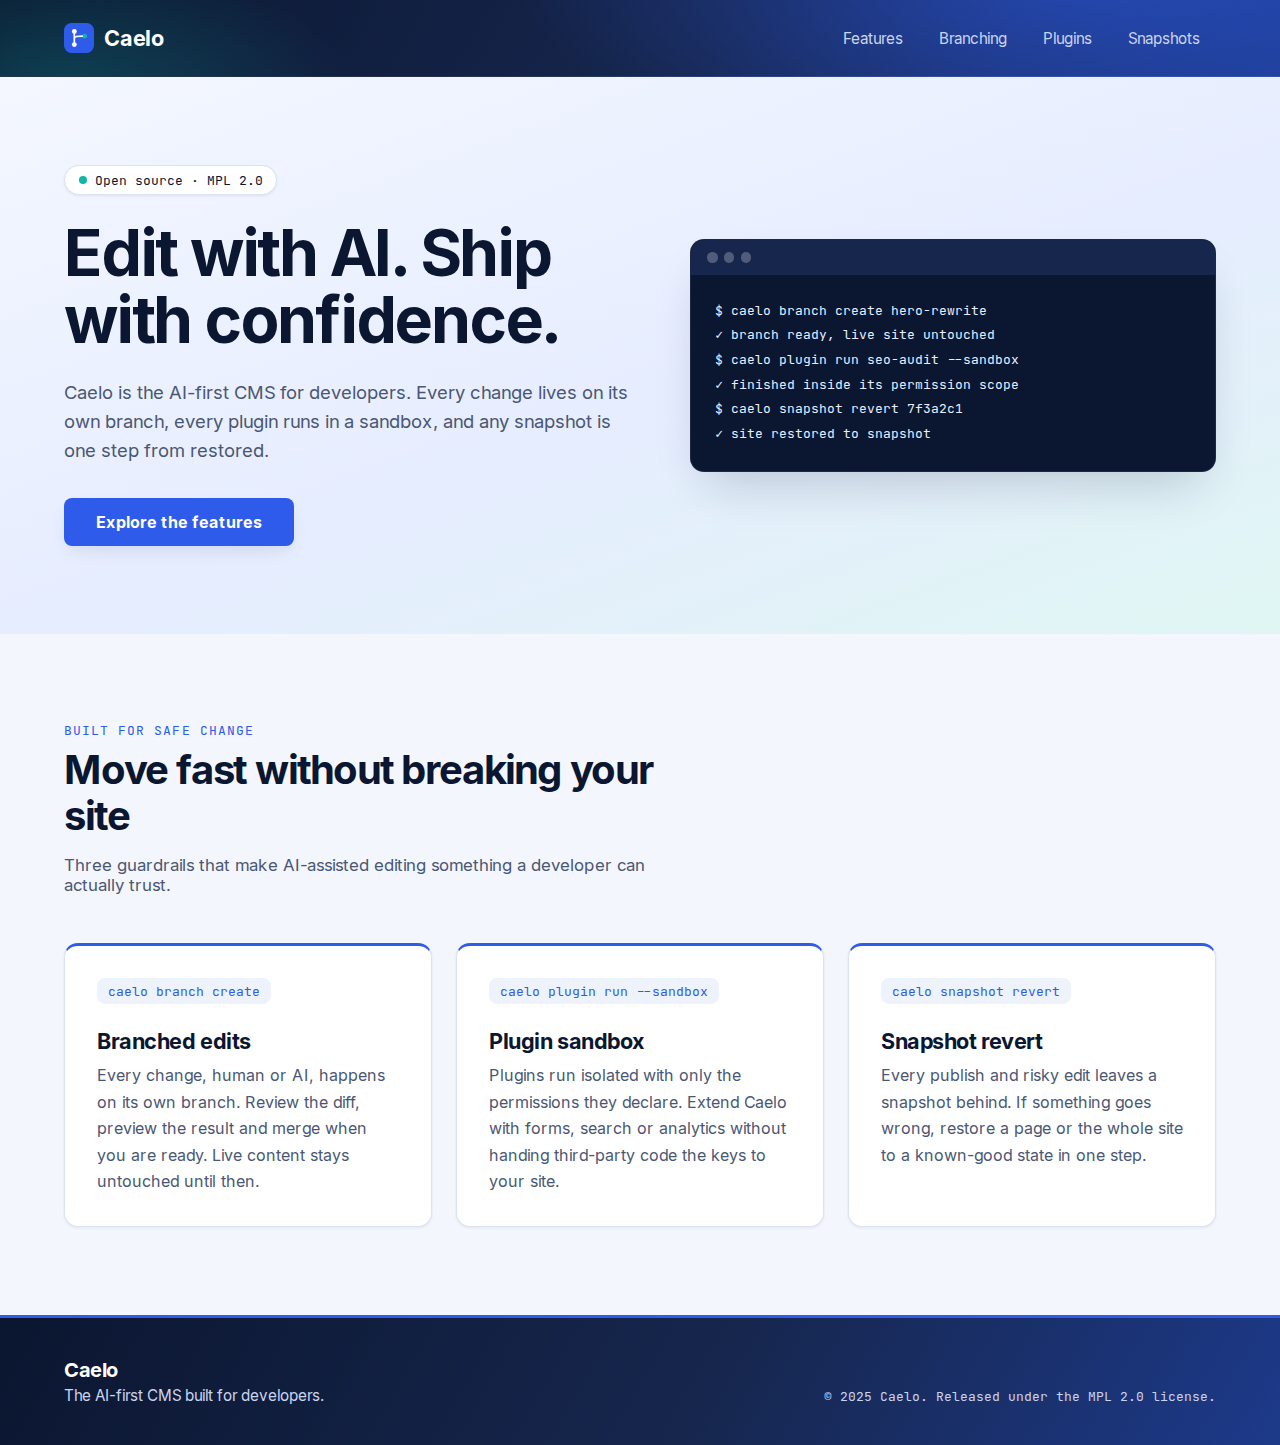 Caelo
Features
Branching
Plugins
Snapshots
Open source · MPL 2.0
Edit with AI. Ship
with confidence.
Caelo is the AI-first CMS for developers. Every change lives on its
own branch, every plugin runs in a sandbox, and any snapshot is
one step from restored.
Explore the features
$ caelo branch create hero-rewrite
✓ branch ready, live site untouched
$ caelo plugin run seo-audit --sandbox
✓ finished inside its permission scope
$ caelo snapshot revert 7f3a2c1
✓ site restored to snapshot
BUILT FOR SAFE CHANGE
Move fast without breaking your
site
Three guardrails that make AI-assisted editing something a developer can
actually trust.
caelo branch create
Branched edits
Every change, human or AI, happens
on its own branch. Review the diff,
preview the result and merge when
you are ready. Live content stays
untouched until then.
caelo plugin run --sandbox
Plugin sandbox
Plugins run isolated with only the
permissions they declare. Extend Caelo
with forms, search or analytics without
handing third-party code the keys to
your site.
caelo snapshot revert
Snapshot revert
Every publish and risky edit leaves a
snapshot behind. If something goes
wrong, restore a page or the whole site
to a known-good state in one step.
Caelo
The AI-first CMS built for developers.
© 2025 Caelo. Released under the MPL 2.0 license.